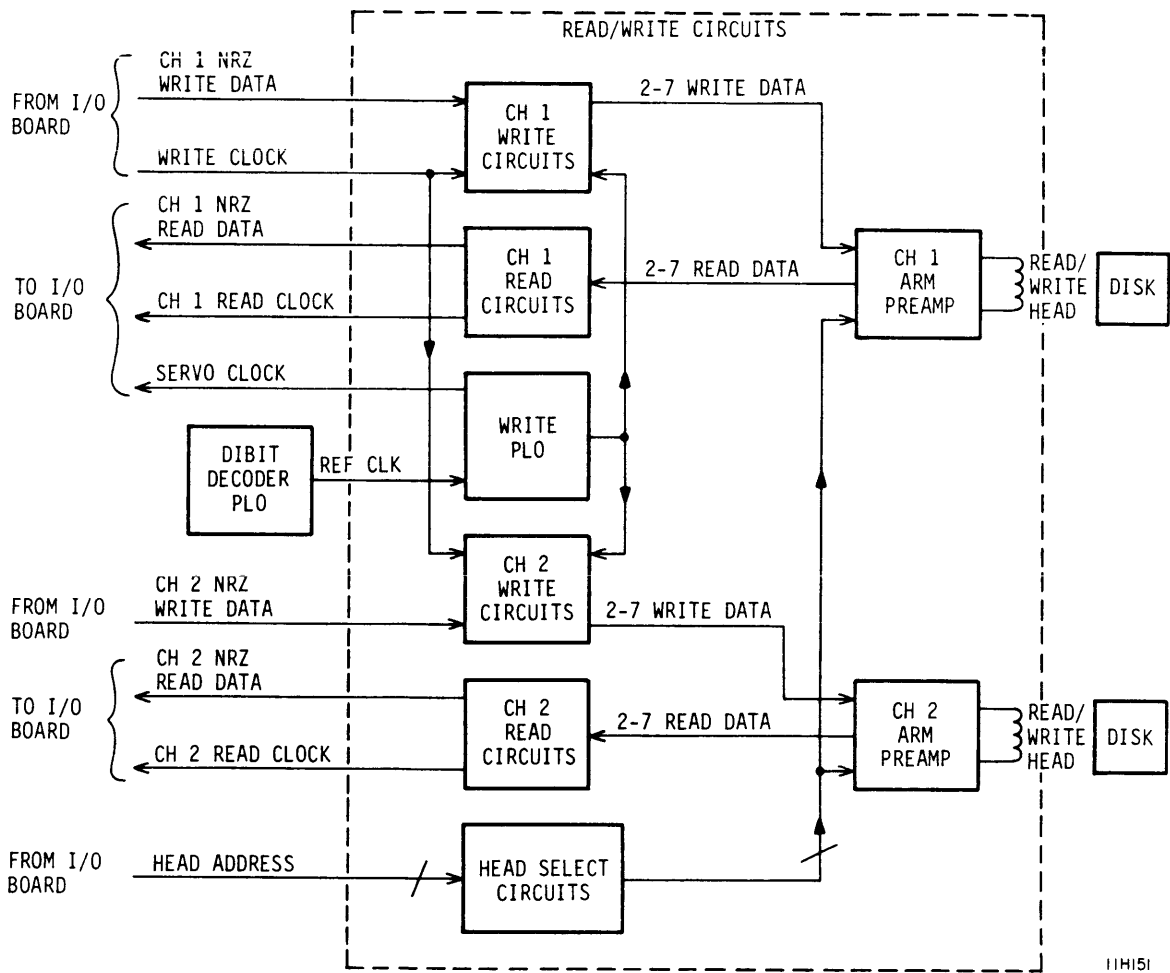 READ/WRITE CIRCUITS
CH 1 NRZ
WRITE DATA
FROM I/O
BOARD
WRITE CLOCK
CH 1
WRITE
CIRCUITS
2-7 WRITE DATA
CH 1 NRZ
READ DATA
TO I/O
BOARD
CH 1 READ CLOCK
SERVO CLOCK
CH 1
READ
CIRCUITS
2-7 READ DATA
CH 1
ARM
PREAMP
READ/
WRITE
HEAD
DISK
WRITE
PLO
DIBIT
DECODER
PLO
REF CLK
CH 2
WRITE
CIRCUITS
CH 2 NRZ
WRITE DATA
FROM I/O
BOARD
2-7 WRITE DATA
CH 2 NRZ
READ DATA
TO I/O
BOARD
CH 2 READ CLOCK
CH 2
READ
CIRCUITS
2-7 READ DATA
CH 2
ARM
PREAMP
READ/
WRITE
HEAD
DISK
FROM I/O
BOARD
HEAD ADDRESS
HEAD SELECT
CIRCUITS
11H151